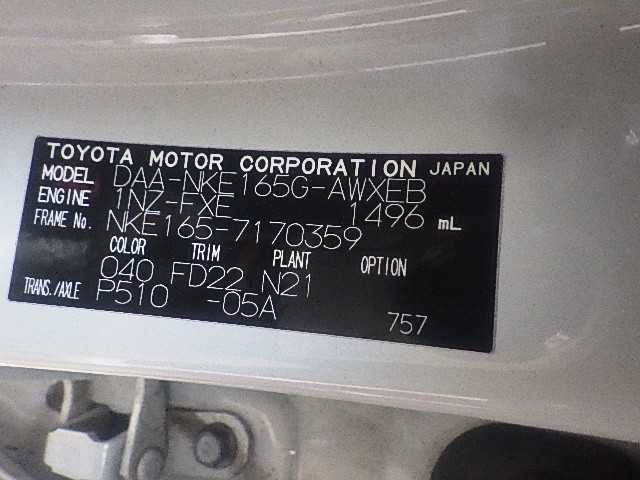 TOYOTA MOTOR CORPORATION JAPAN
MODEL DAA-NKE165G-AWXEB
ENGINE 1NZ-FXE 1496 mL
FRAME No. NKE165-7170359
COLOR TRIM PLANT OPTION
040 FD22 N21
TRANS./AXLE P510 -05A
757